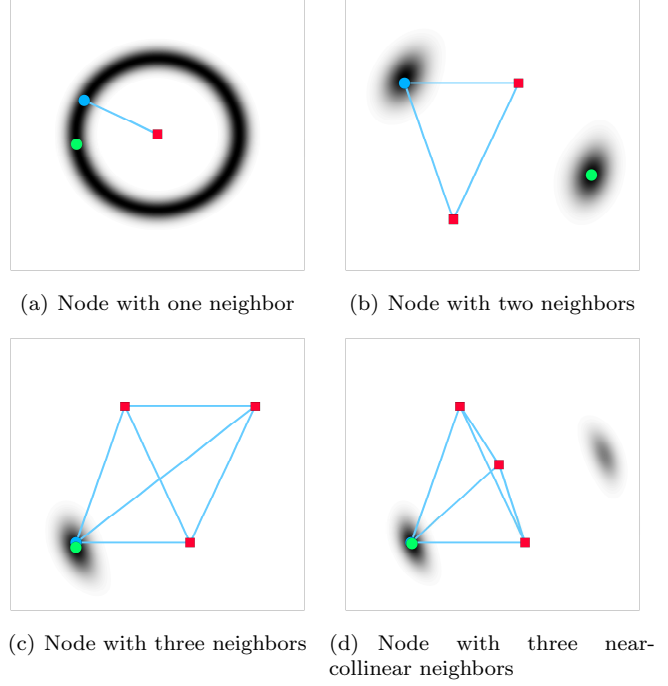 (a) Node with one neighbor
(b) Node with two neighbors
(c) Node with three neighbors
(d) Node with three near-
collinear neighbors